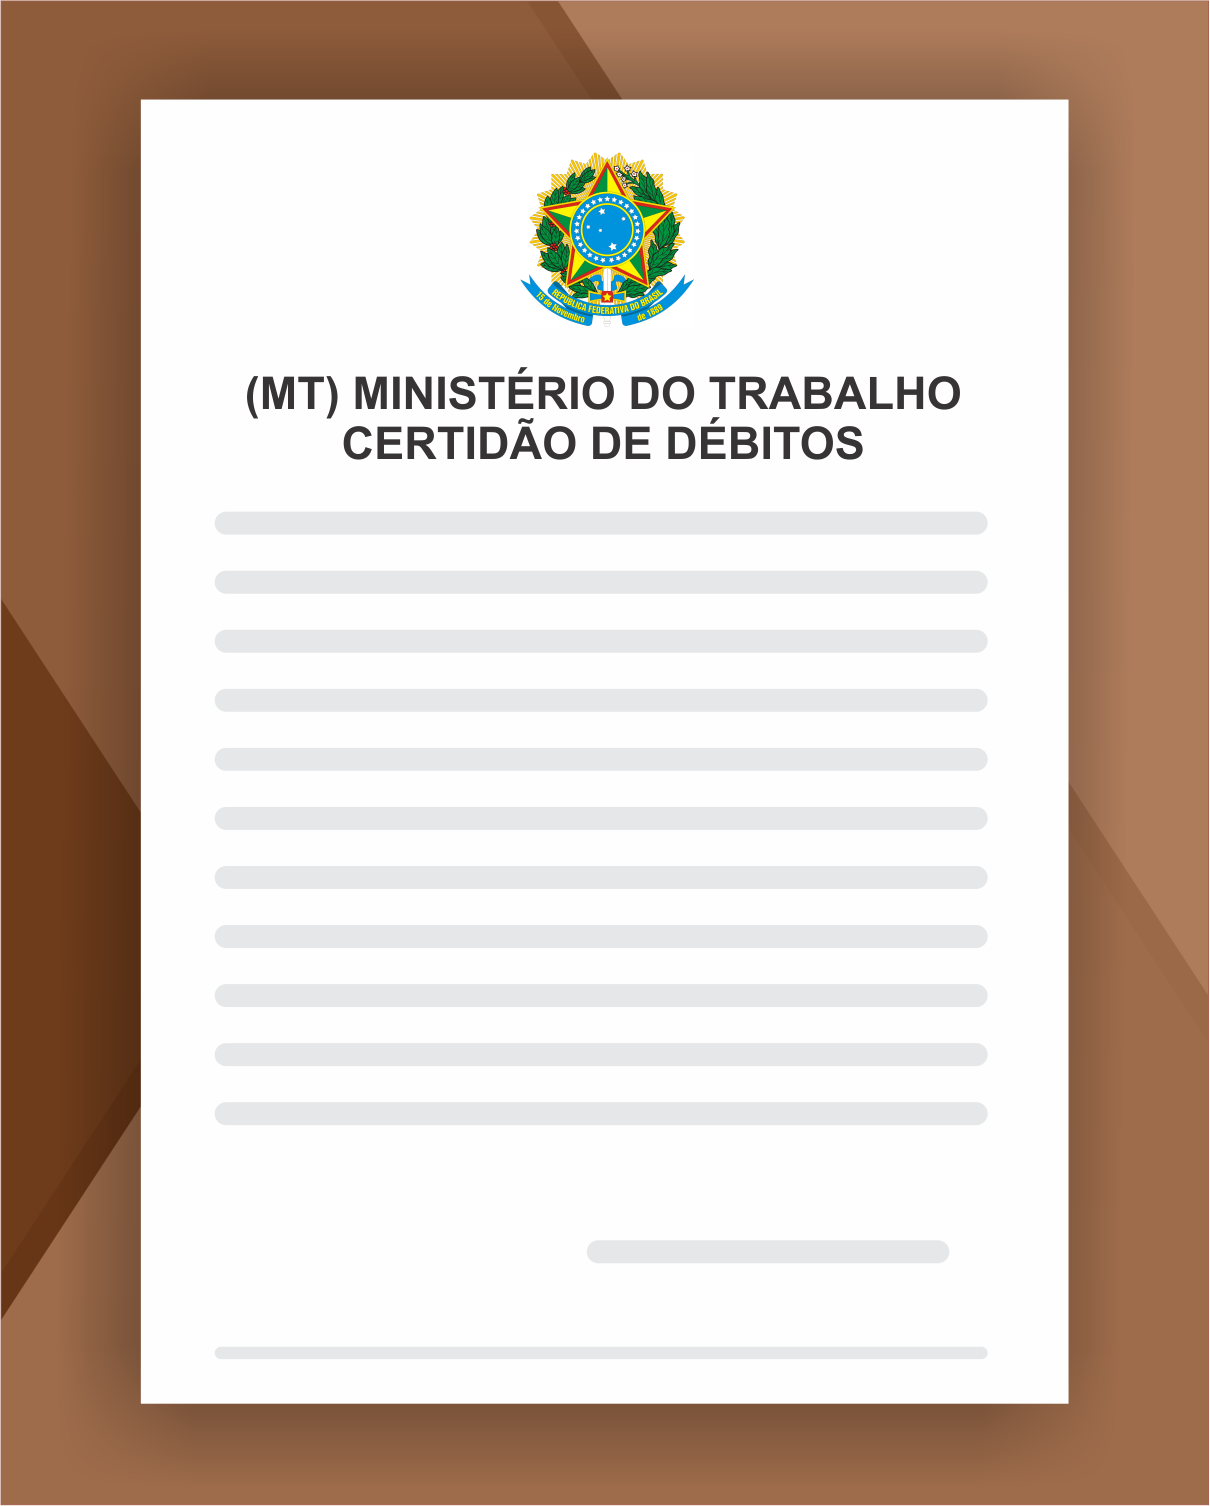 REPÚBLICA FEDERATIVA DO BRASIL
15 de Novembro
de 1889
(MT) MINISTÉRIO DO TRABALHO
CERTIDÃO DE DÉBITOS